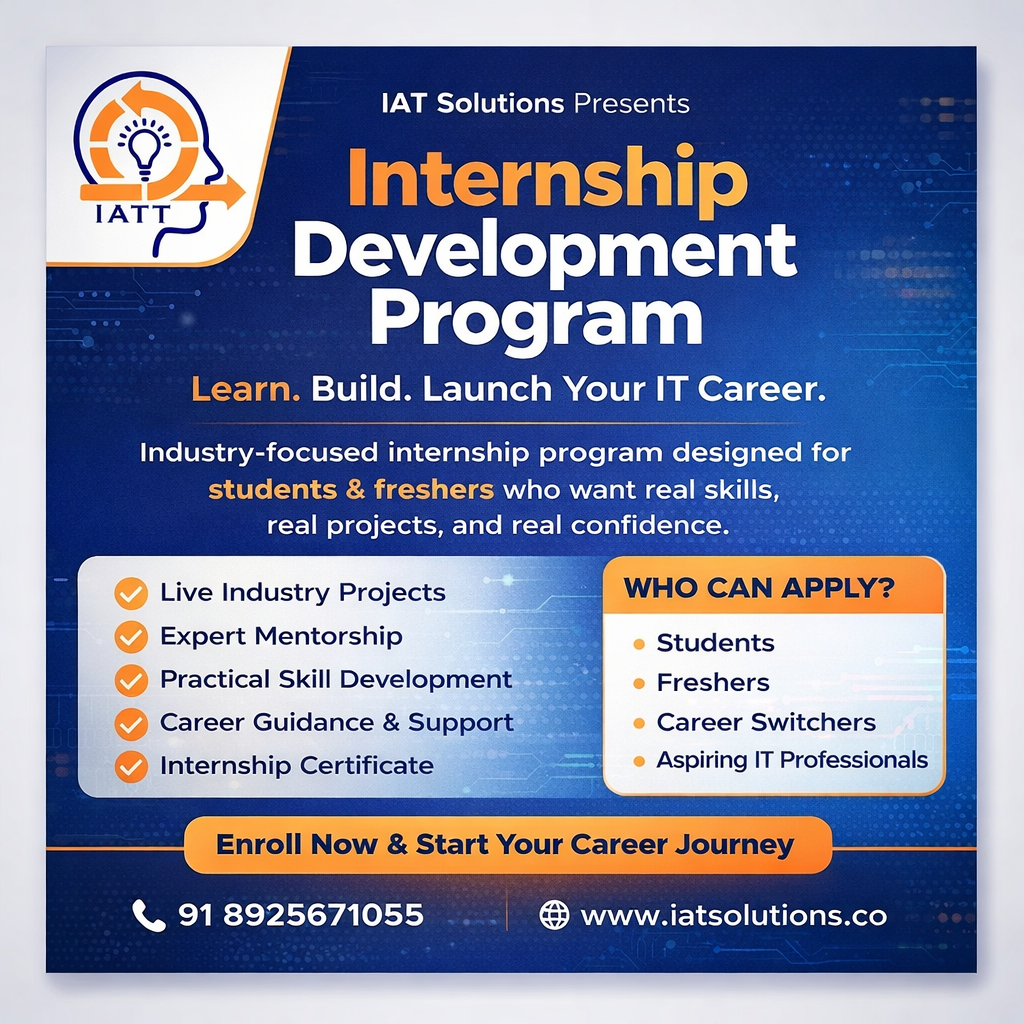 IATT
IAT Solutions Presents
Internship
Development
Program
Learn. Build. Launch Your IT Career.
Industry-focused internship program designed for
students & freshers who want real skills,
real projects, and real confidence.
Live Industry Projects
Expert Mentorship
Practical Skill Development
Career Guidance & Support
Internship Certificate
WHO CAN APPLY?
Students
Freshers
Career Switchers
Aspiring IT Professionals
Enroll Now & Start Your Career Journey
91 8925671055
www.iatsolutions.co